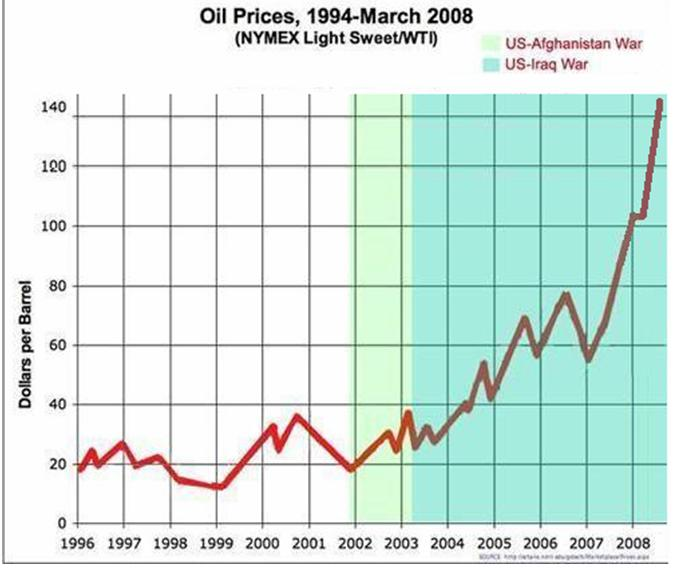 Oil Prices, 1994-March 2008
(NYMEX Light Sweet/WTI)
US-Afghanistan War
US-Iraq War
Dollars per Barrel
140
120
100
80
60
40
20
0
1996 1997 1998 1999 2000 2001 2002 2003 2004 2005 2006 2007 2008
SOURCE: